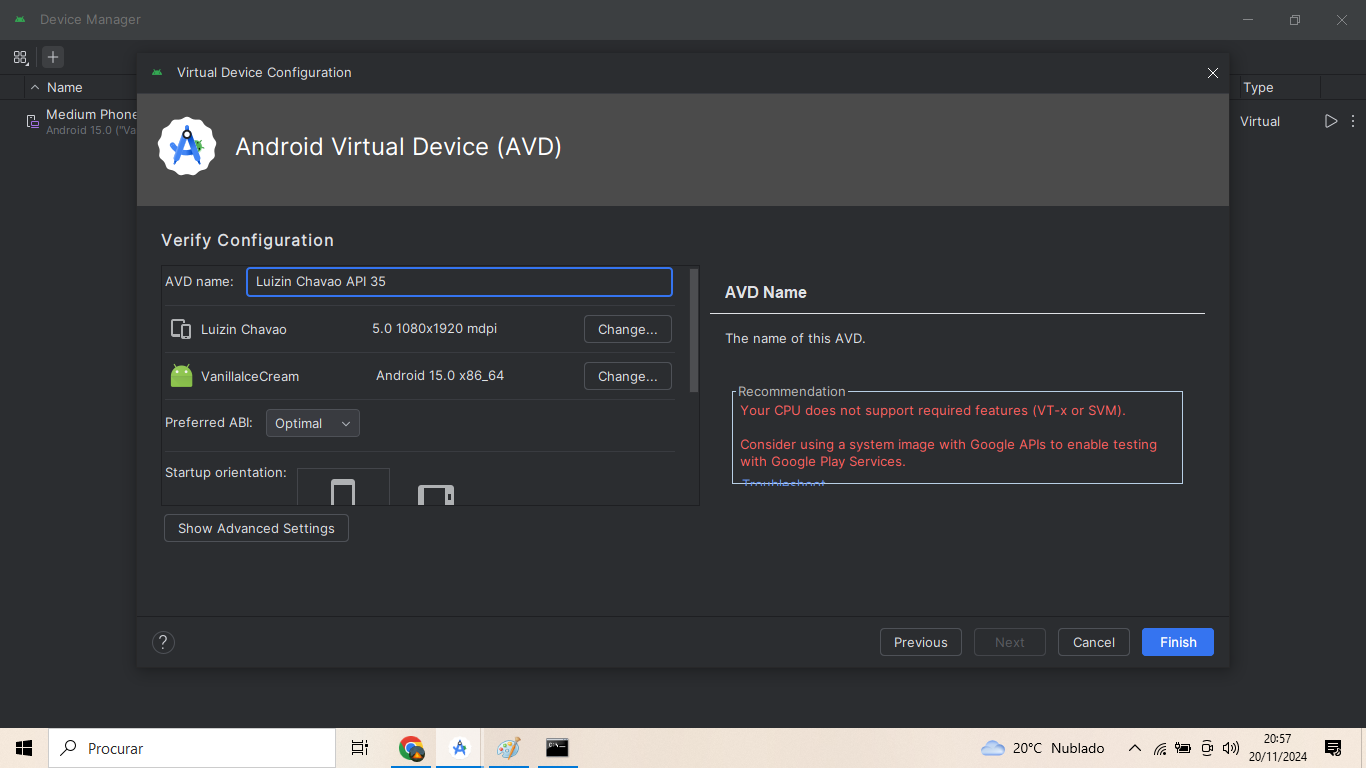 Device Manager
Virtual Device Configuration
Name
Type
Medium Phone
Android 15.0 ("Va
Virtual
Android Virtual Device (AVD)
Verify Configuration
AVD name: Luizin Chavao API 35
Luizin Chavao 5.0 1080x1920 mdpi Change...
VanillaIceCream Android 15.0 x86_64 Change...
Preferred ABI: Optimal
Startup orientation:
Show Advanced Settings
AVD Name
The name of this AVD.
Recommendation
Your CPU does not support required features (VT-x or SVM).
Consider using a system image with Google APIs to enable testing
with Google Play Services.
Troubleshoot
? Previous Next Cancel Finish
Procurar
20°C Nublado
20:57
20/11/2024